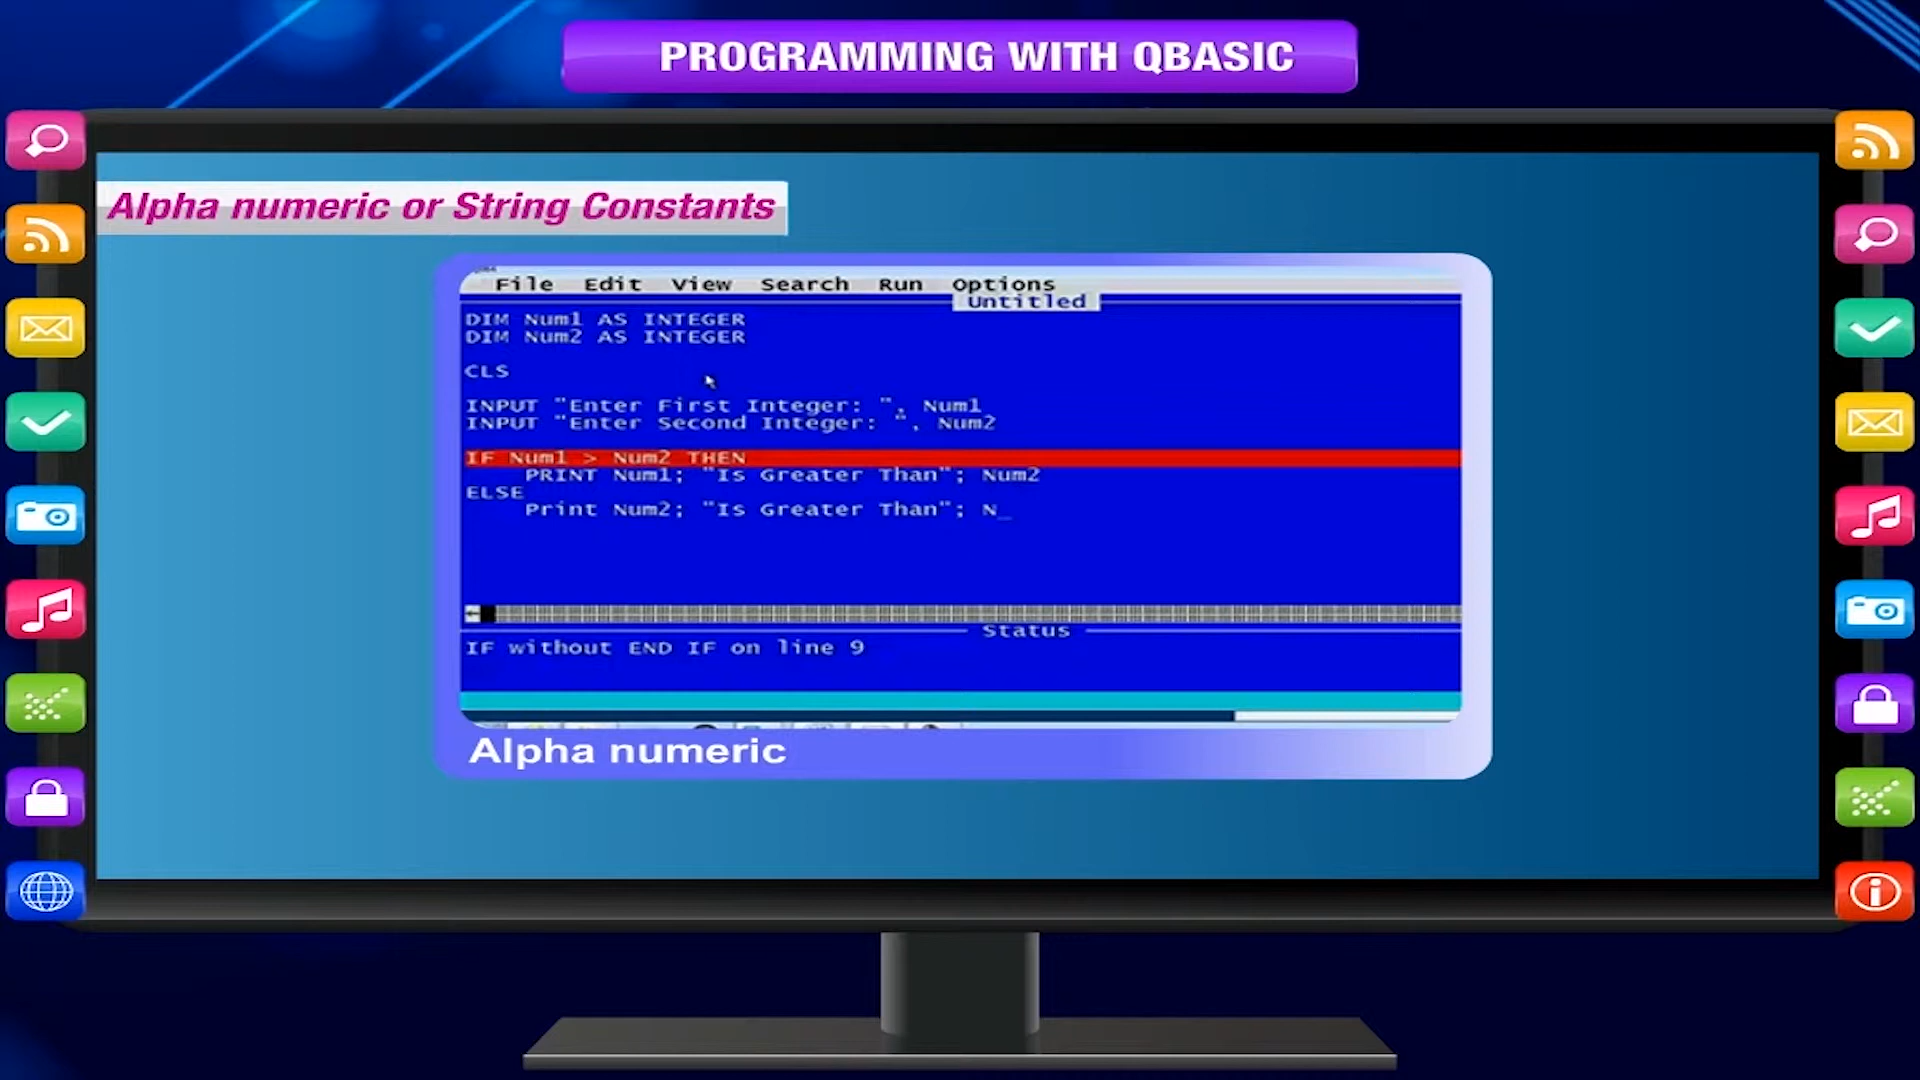 PROGRAMMING WITH QBASIC
Alpha numeric or String Constants
File Edit View Search Run Options
Untitled
DIM Num1 AS INTEGER
DIM Num2 AS INTEGER
CLS
INPUT "Enter First Integer: ", Num1
INPUT "Enter Second Integer: ", Num2
IF Num1 > Num2 THEN
PRINT Num1; "Is Greater Than"; Num2
ELSE
Print Num2; "Is Greater Than"; N_
Status
IF without END IF on line 9
Alpha numeric